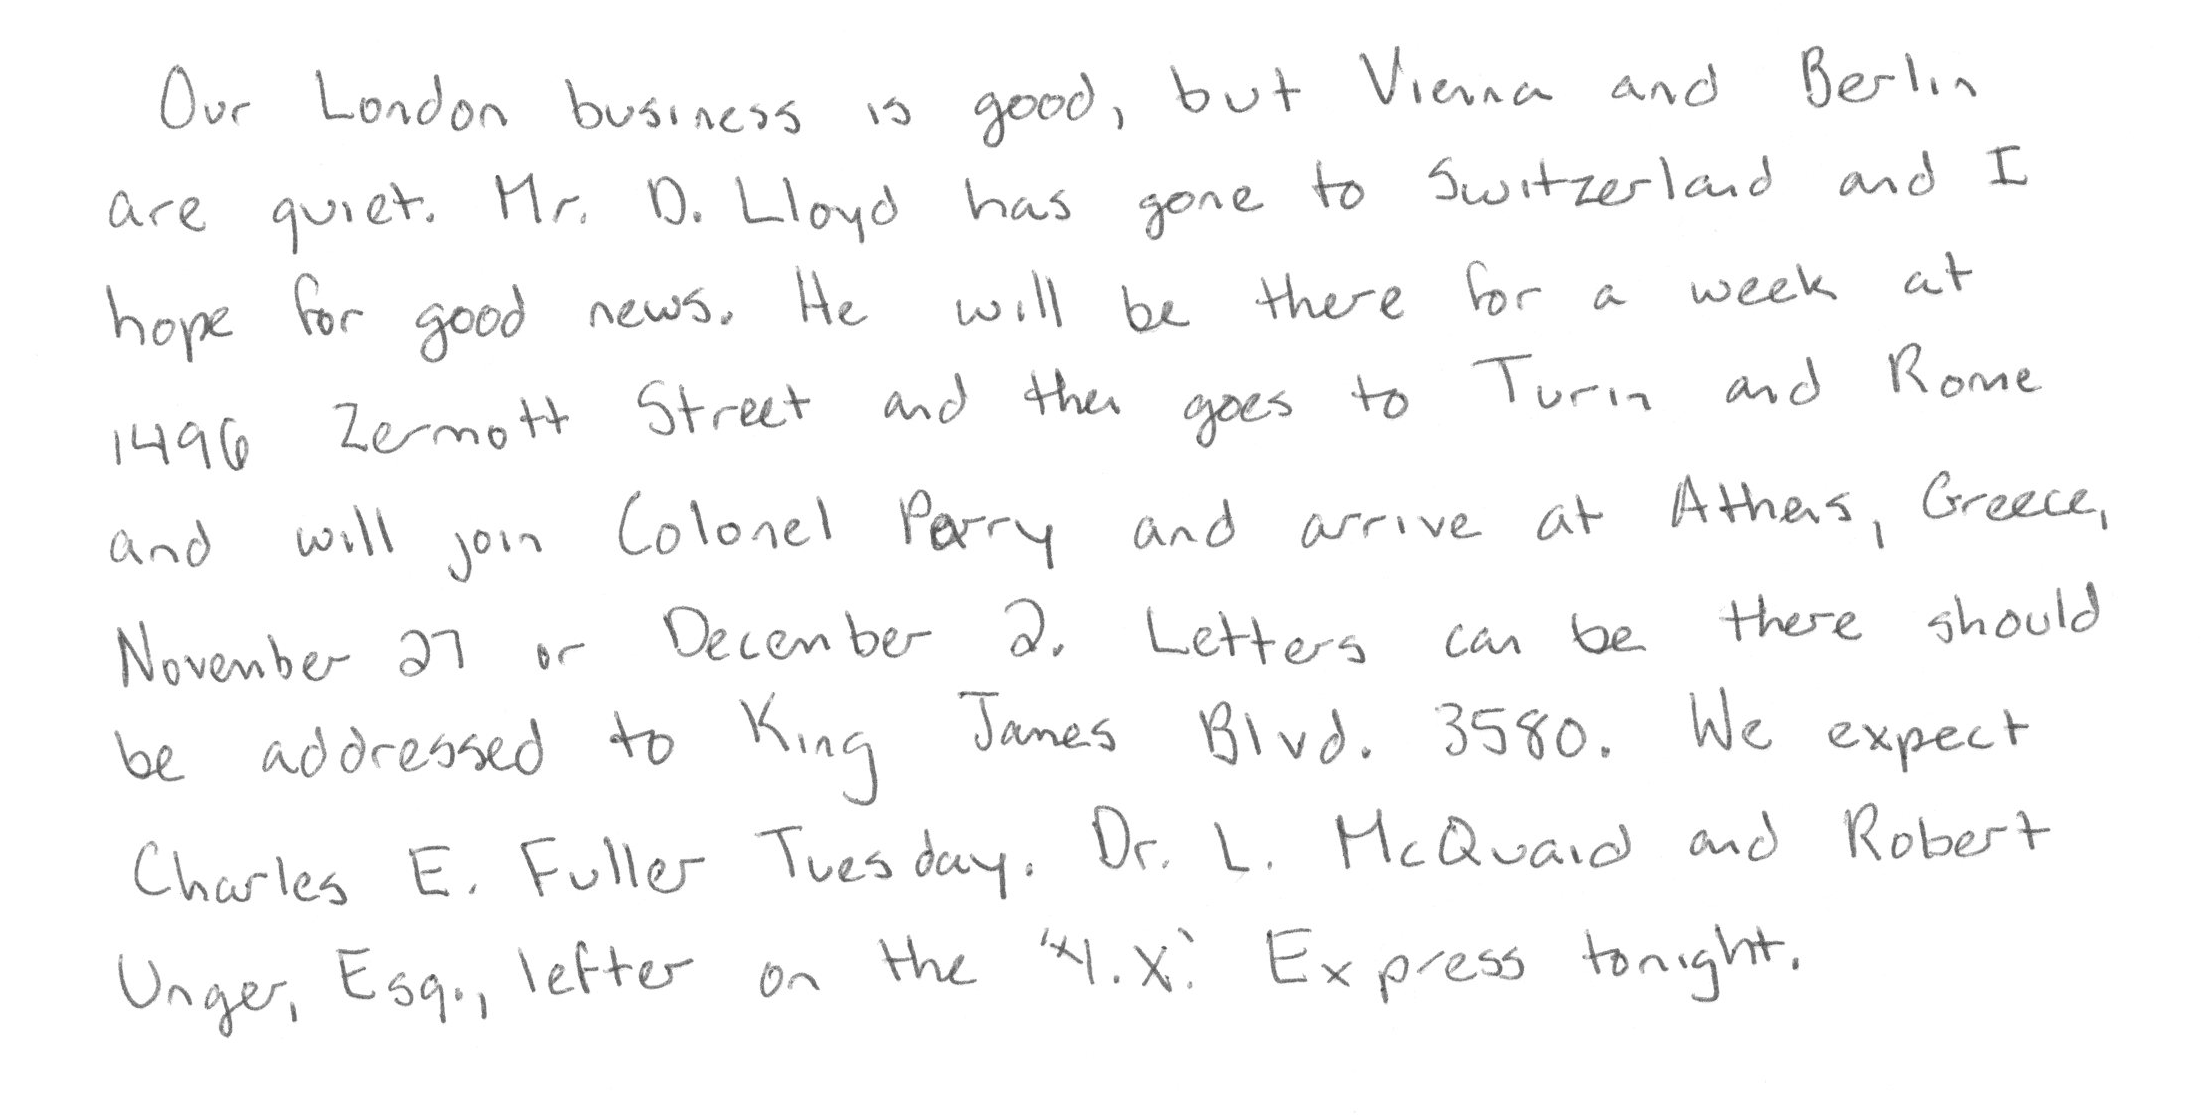 Our London business is good, but Vienna and Berlin
are quiet. Mr. D. Lloyd has gone to Switzerland and I
hope for good news. He will be there for a week at
1496 Zermott Street and then goes to Turin and Rome
and will join Colonel Parry and arrive at Athens, Greece,
November 27 or December 2. Letters can be there should
be addressed to King James Blvd. 3580. We expect
Charles E. Fuller Tuesday. Dr. L. McQuaid and Robert
Unger, Esq., lefter on the "Y.X." Express tonight.